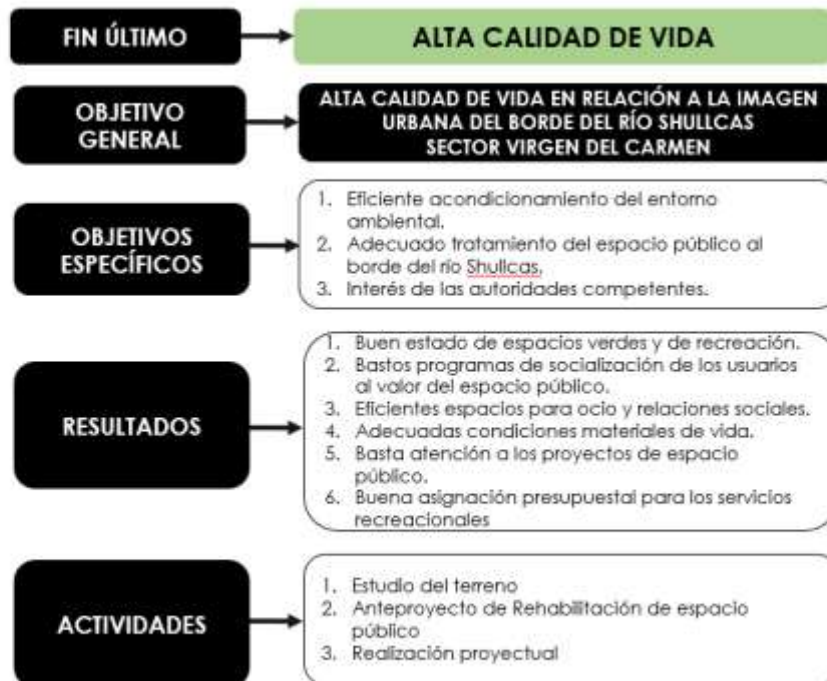 FIN ÚLTIMO
ALTA CALIDAD DE VIDA
OBJETIVO
GENERAL
ALTA CALIDAD DE VIDA EN RELACIÓN A LA IMAGEN
URBANA DEL BORDE DEL RÍO SHULLCAS
SECTOR VIRGEN DEL CARMEN
OBJETIVOS
ESPECÍFICOS
1. Eficiente acondicionamiento del entorno
ambiental.
2. Adecuado tratamiento del espacio público al
borde del río Shullcas.
3. Interés de las autoridades competentes.
RESULTADOS
1. Buen estado de espacios verdes y de recreación.
2. Bastos programas de socialización de los usuarios
al valor del espacio público.
3. Eficientes espacios para ocio y relaciones sociales.
4. Adecuadas condiciones materiales de vida.
5. Basta atención a los proyectos de espacio
público.
6. Buena asignación presupuestal para los servicios
recreacionales
ACTIVIDADES
1. Estudio del terreno
2. Anteproyecto de Rehabilitación de espacio
público
3. Realización proyectual